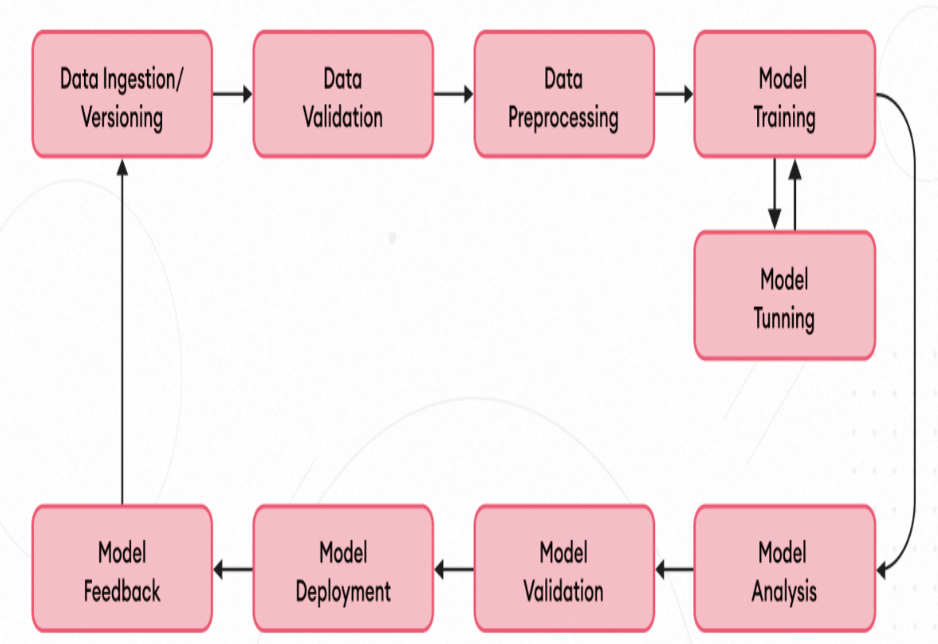 Data Ingestion/
Versioning
Data
Validation
Data
Preprocessing
Model
Training
Model
Tunning
Model
Feedback
Model
Deployment
Model
Validation
Model
Analysis